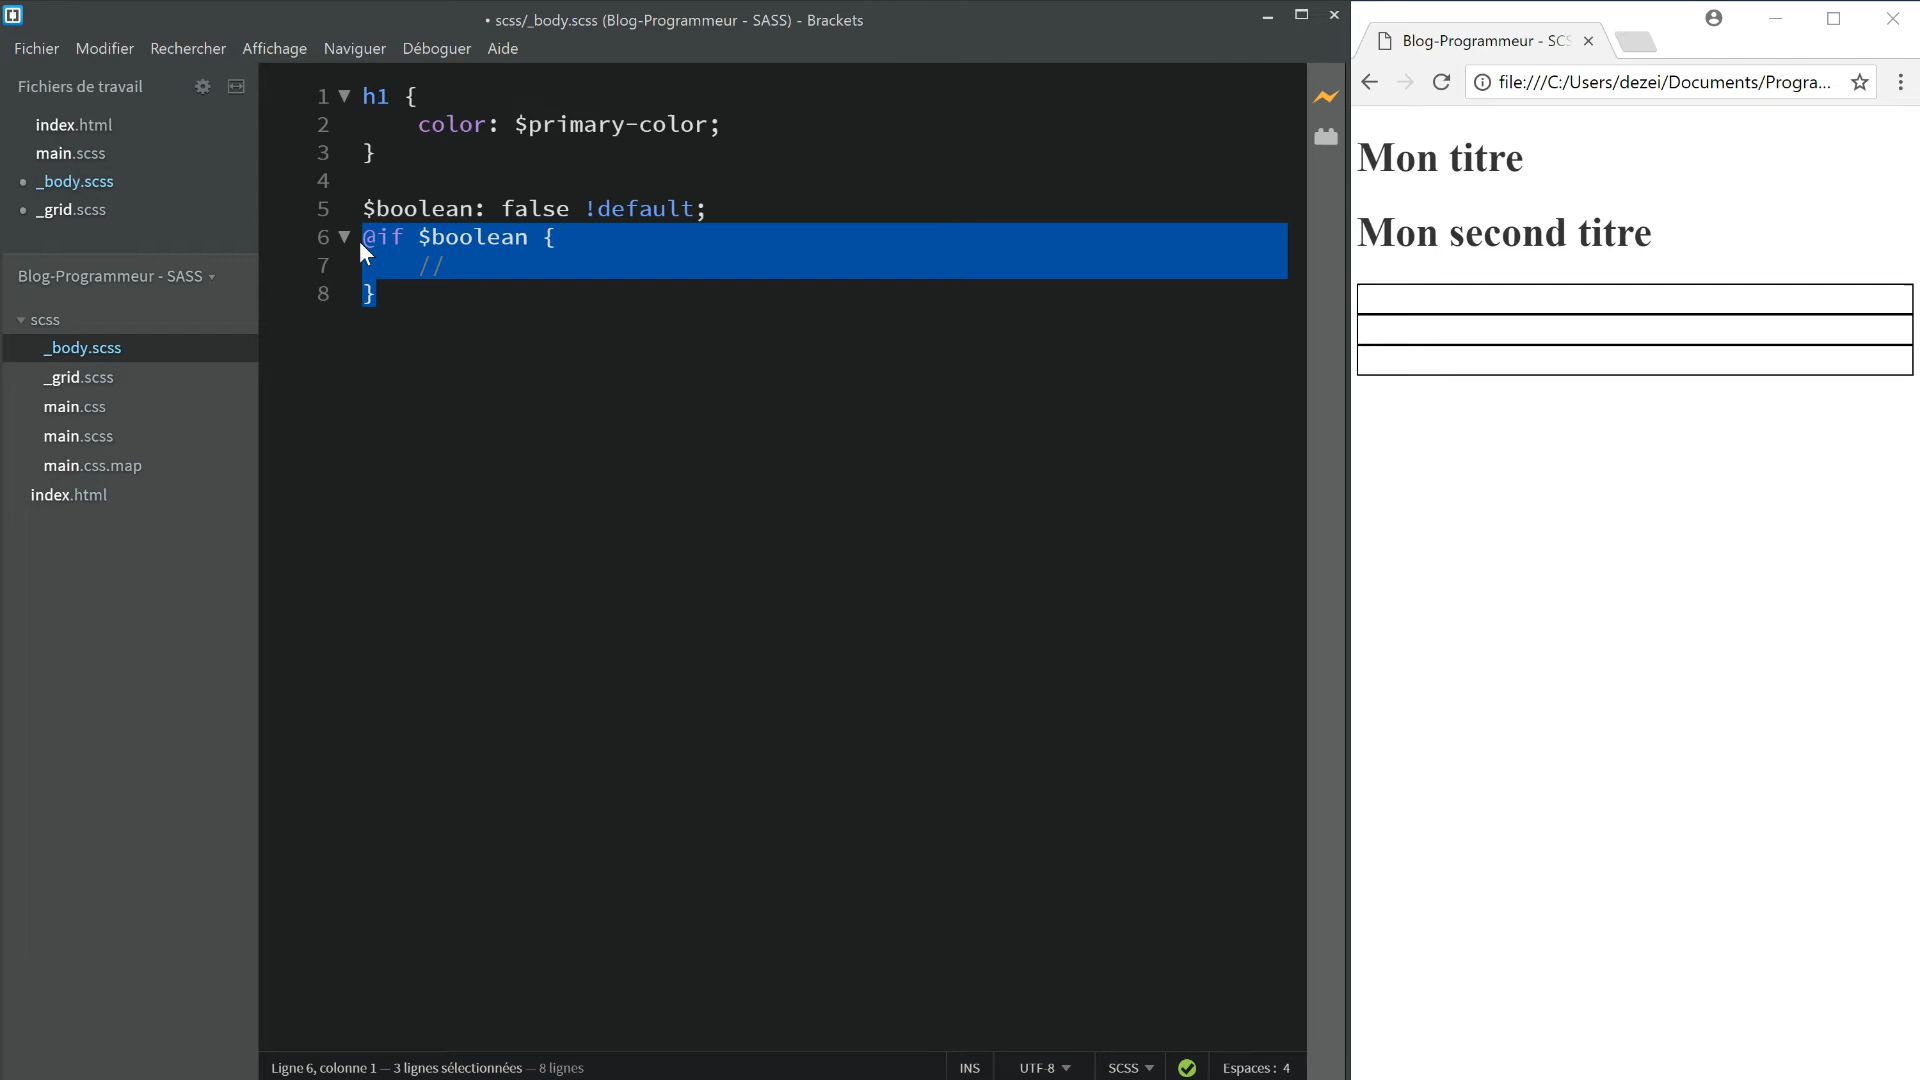 • scss/_body.scss (Blog-Programmeur - SASS) - Brackets
Fichier Modifier Rechercher Affichage Naviguer Déboguer Aide
Fichiers de travail
index.html
main.scss
• _body.scss
• _grid.scss
Blog-Programmeur - SASS
scss
_body.scss
_grid.scss
main.css
main.scss
main.css.map
index.html
1 h1 {
2 color: $primary-color;
3 }
4
5 $boolean: false !default;
6 @if $boolean {
7 //
8 }
Ligne 6, colonne 1 — 3 lignes sélectionnées — 8 lignes
INS UTF-8 SCSS Espaces : 4
Blog-Programmeur - SCS
file:///C:/Users/dezei/Documents/Progra...
Mon titre
Mon second titre